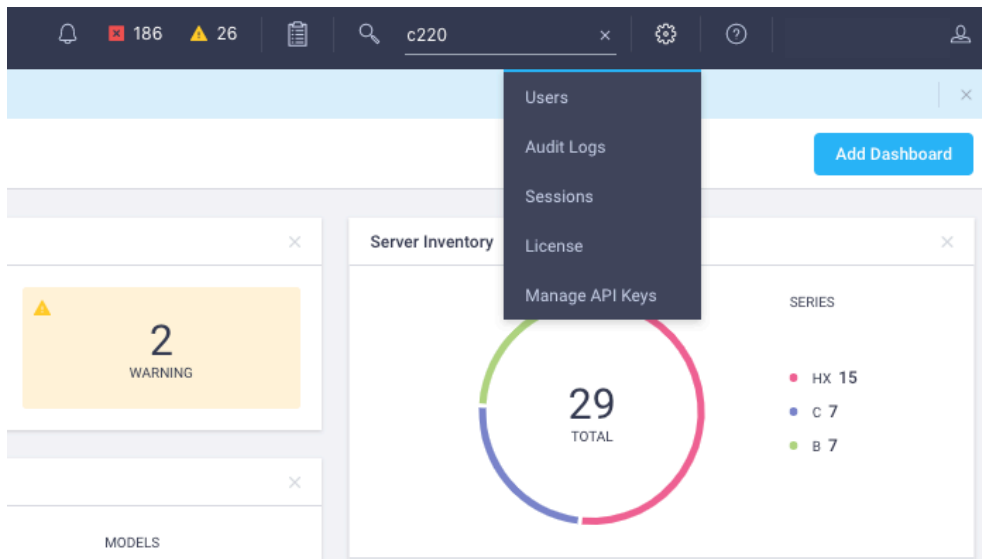 186 26 c220
Users
Audit Logs
Add Dashboard
Sessions
Server Inventory
License
Manage API Keys
SERIES
2
WARNING
HX 15
29
C 7
TOTAL
B 7
MODELS